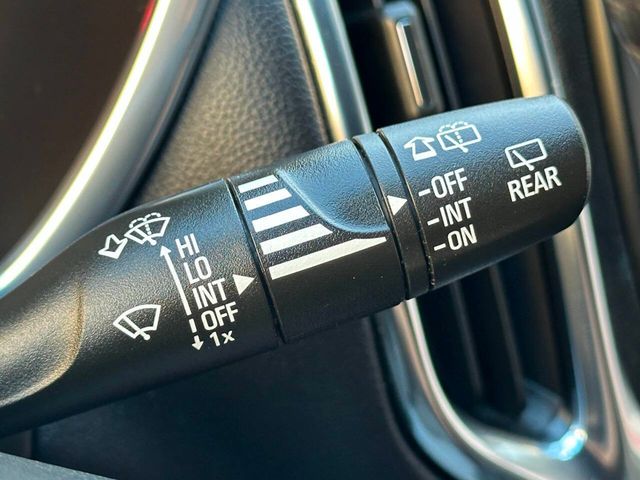 HI
LO
INT
OFF
1x
-OFF
-INT
-ON
REAR